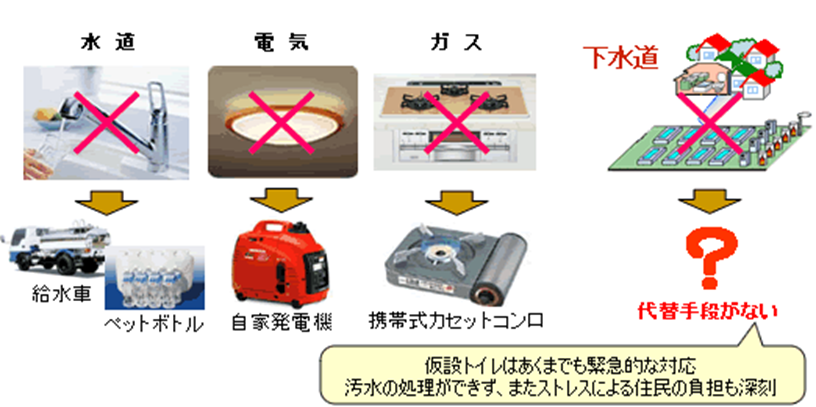 水道
電気
ガス
下水道
給水車
ペットボトル
自家発電機
携帯式カセットコンロ
?
代替手段がない
仮設トイレはあくまでも緊急的な対応
汚水の処理ができず、またストレスによる住民の負担も深刻